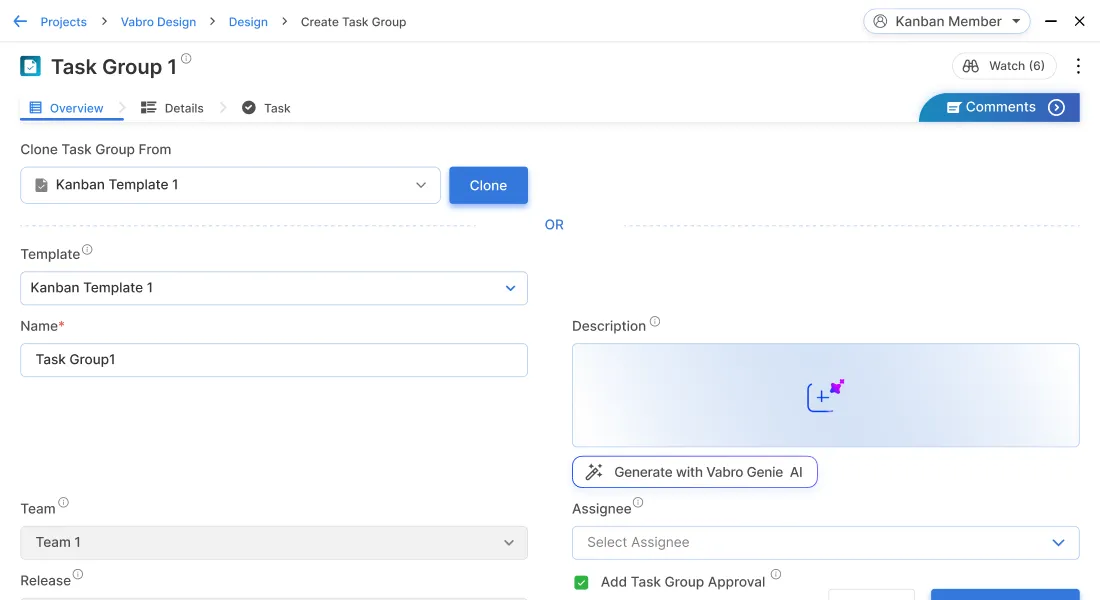 Projects > Vabro Design > Design > Create Task Group
Kanban Member
Task Group 1
Watch (6)
Overview
Details
Task
Comments
Clone Task Group From
Kanban Template 1
Clone
OR
Template
Kanban Template 1
Name*
Task Group1
Description
Generate with Vabro Genie AI
Team
Team 1
Assignee
Select Assignee
Release
Add Task Group Approval